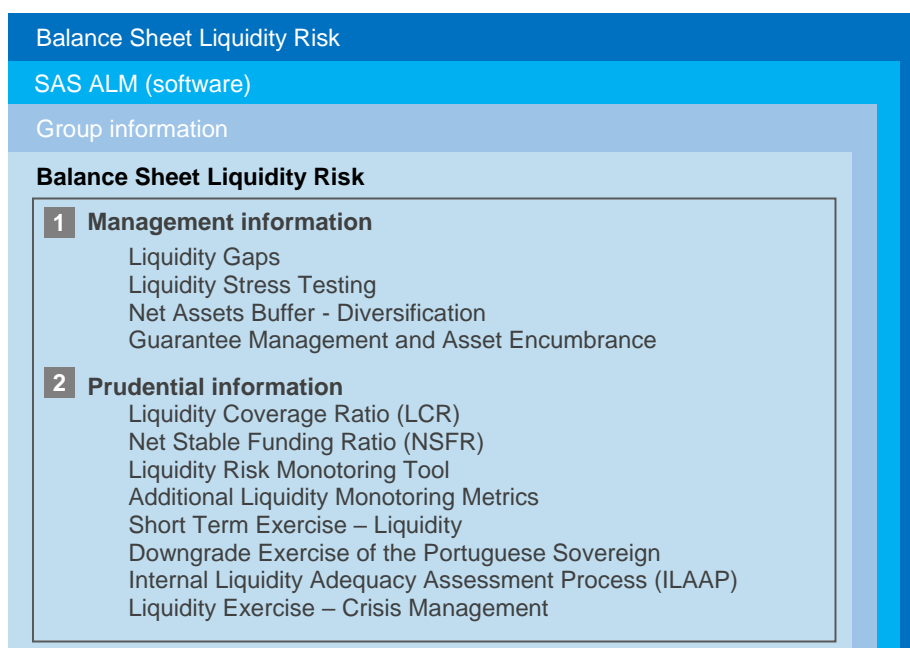 Balance Sheet Liquidity Risk
SAS ALM (software)
Group information
Balance Sheet Liquidity Risk
1 Management information
Liquidity Gaps
Liquidity Stress Testing
Net Assets Buffer - Diversification
Guarantee Management and Asset Encumbrance
2 Prudential information
Liquidity Coverage Ratio (LCR)
Net Stable Funding Ratio (NSFR)
Liquidity Risk Monotoring Tool
Additional Liquidity Monotoring Metrics
Short Term Exercise – Liquidity
Downgrade Exercise of the Portuguese Sovereign
Internal Liquidity Adequacy Assessment Process (ILAAP)
Liquidity Exercise – Crisis Management